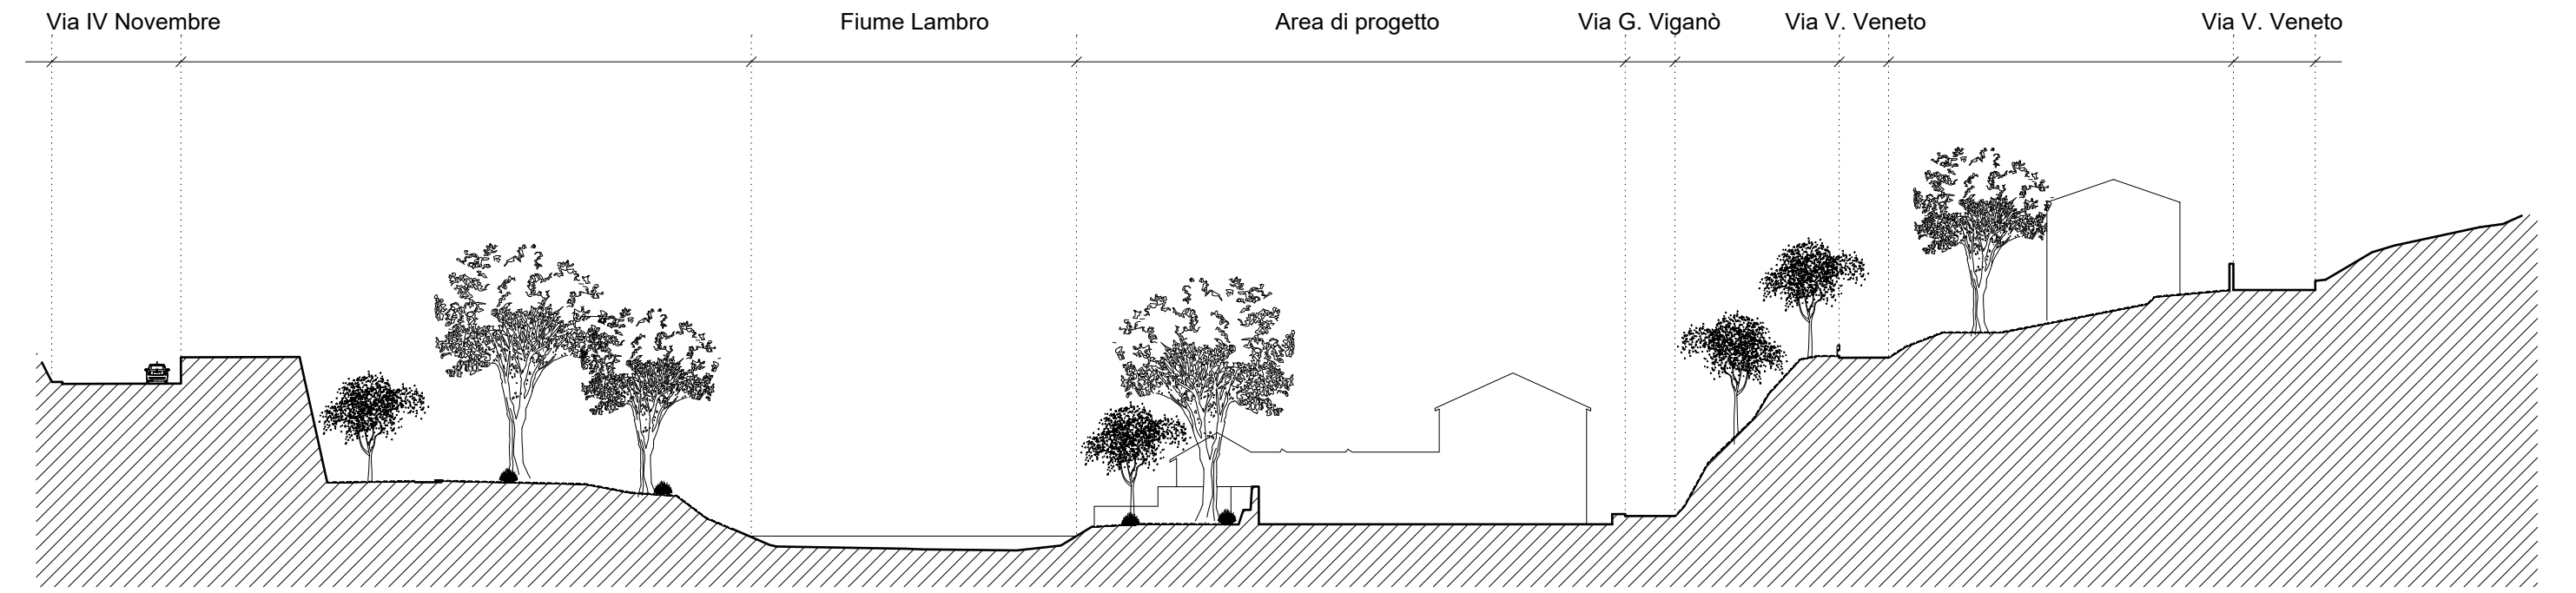 Via IV Novembre
Fiume Lambro
Area di progetto
Via G. Viganò
Via V. Veneto
Via V. Veneto